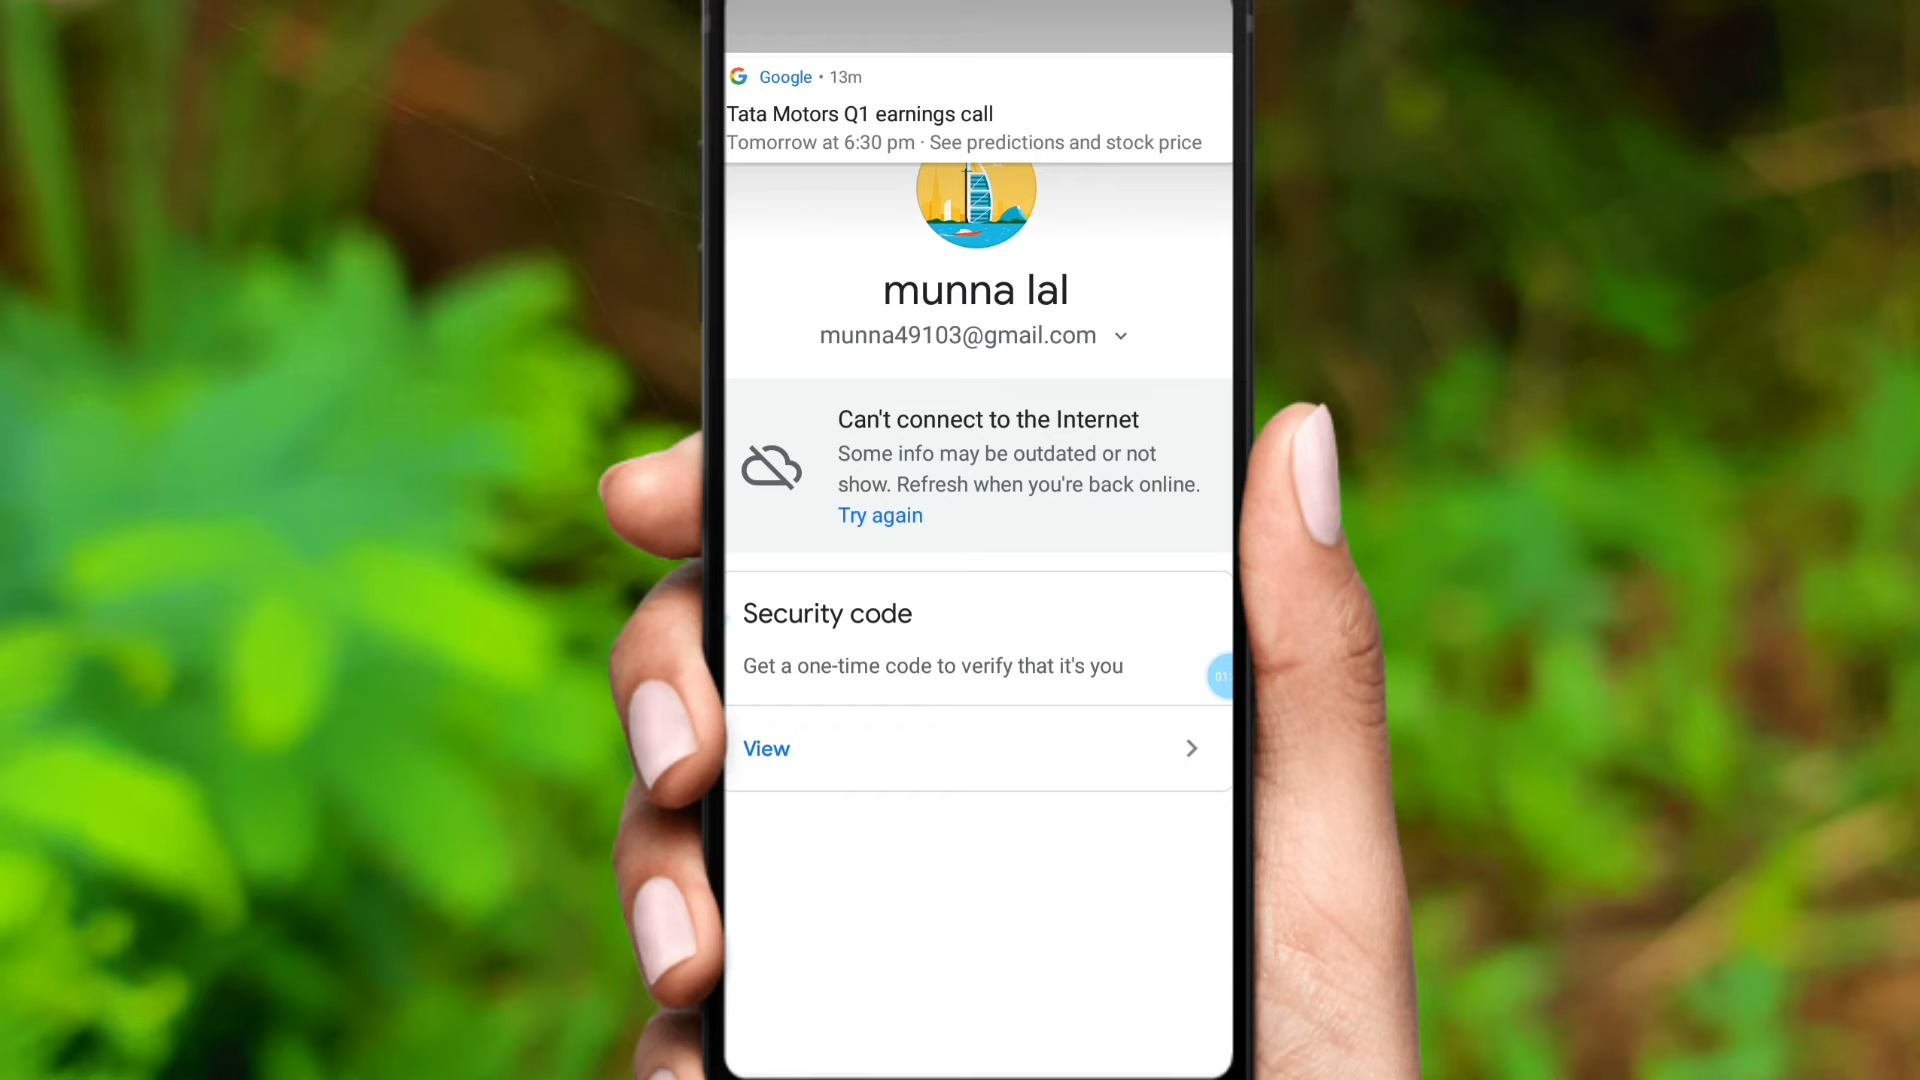 Google • 13m
Tata Motors Q1 earnings call
Tomorrow at 6:30 pm · See predictions and stock price
munna lal
munna49103@gmail.com
Can't connect to the Internet
Some info may be outdated or not
show. Refresh when you're back online.
Try again
Security code
Get a one-time code to verify that it's you
01:
View